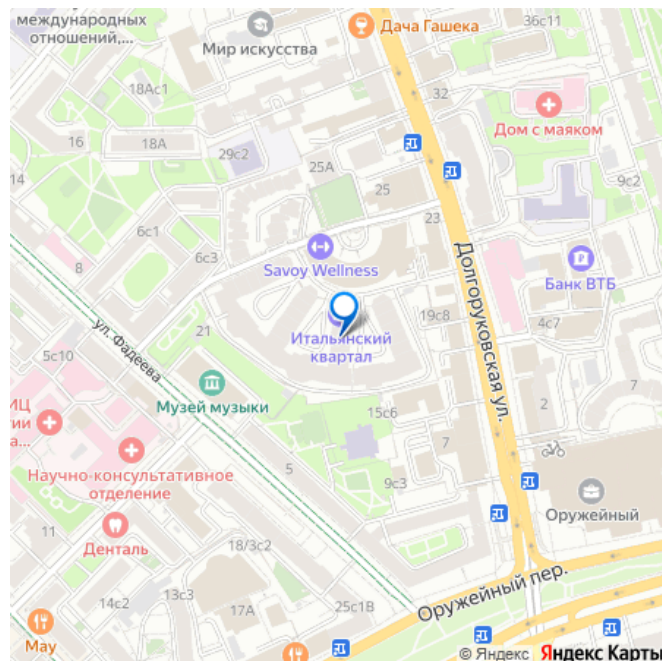 международных
отношений,...
Мир искусства
Дача Гашека
36с11
18Ас1
32
16
18А
29с2
Дом с маяком
14
25А
25
9с2
6с1
23
8
6с3
Savoy Wellness
Банк ВТБ
ул. Фадеева
21
19с8
4с7
Итальянский
квартал
Долгоруковская ул.
5с10
Музей музыки
15с6
7
2
7
ИЦ
гии
а...
Научно-консультативное
отделение
5
9с3
Оружейный
11
Денталь
18/3с2
Оружейный пер.
14с2
13с3
17А
25с1В
Мау
© Яндекс Яндекс Карты